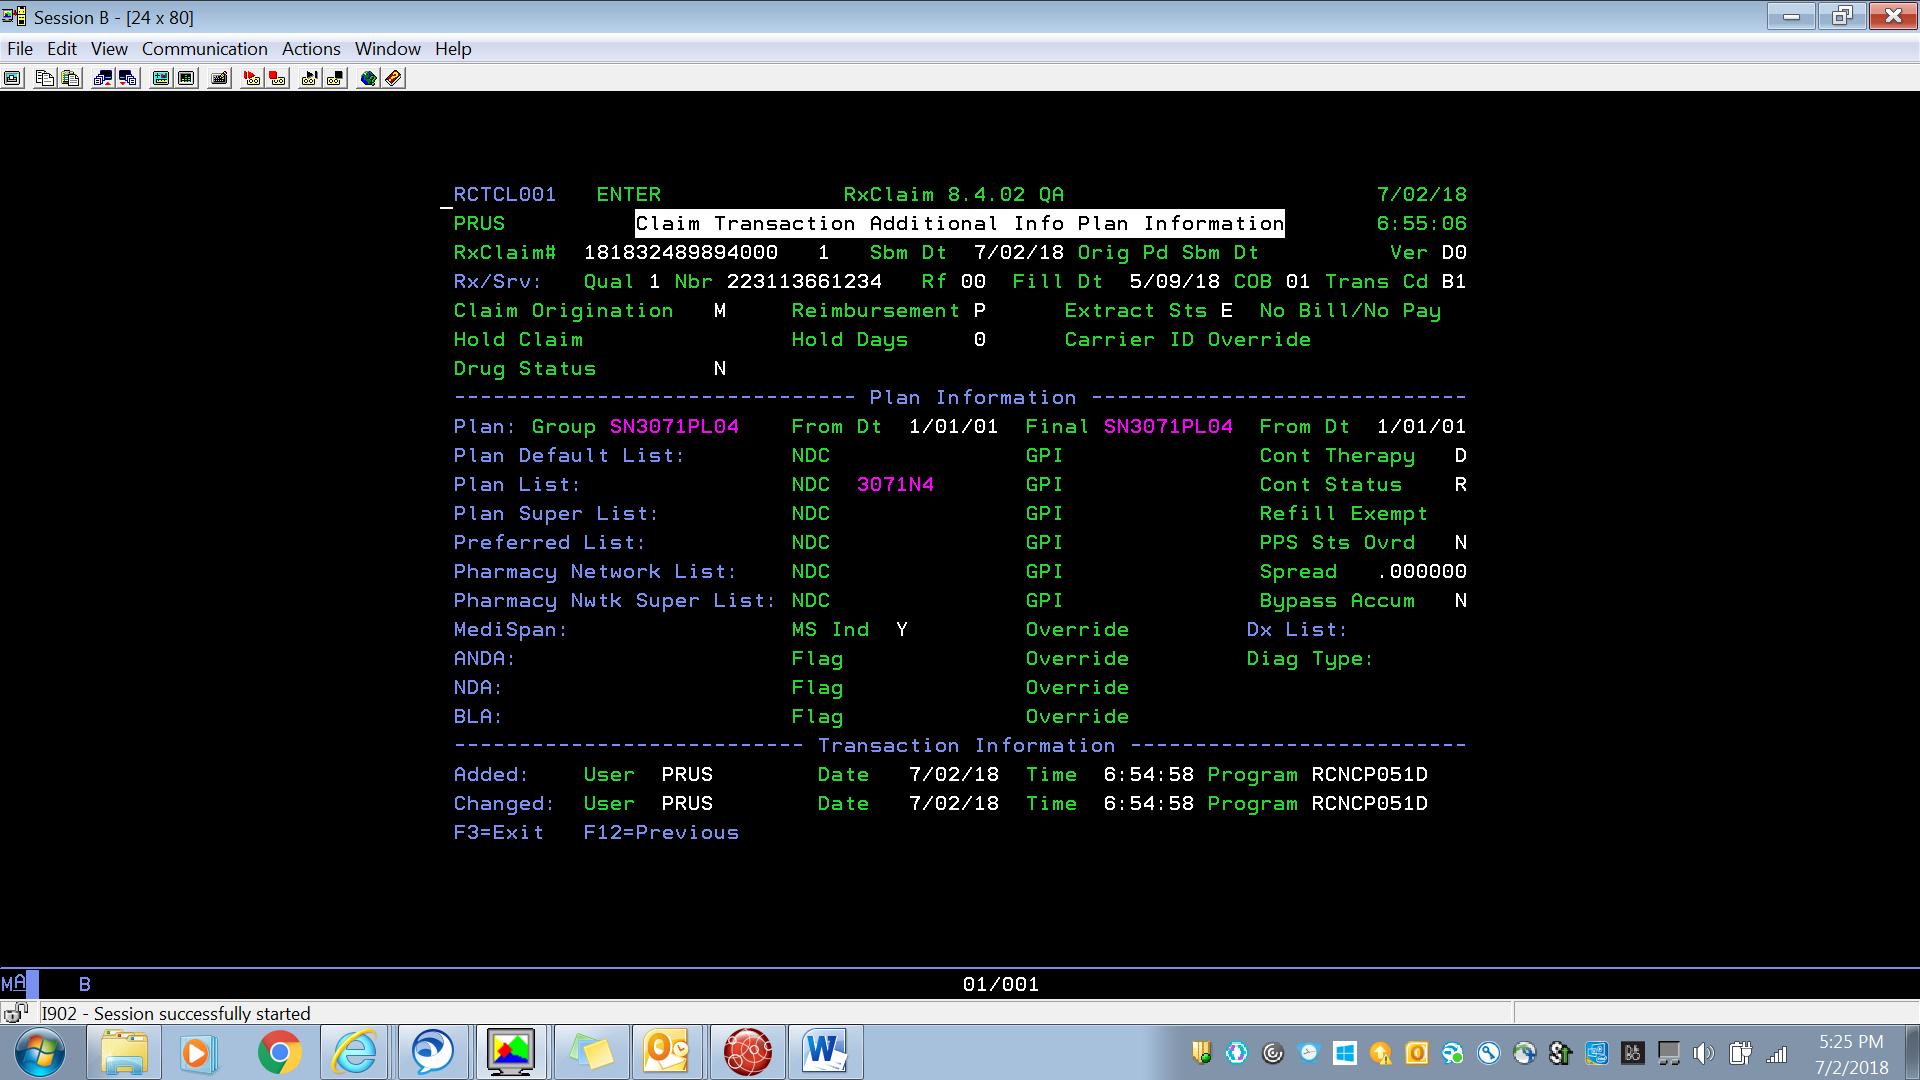 Session B - [24 x 80]
File Edit View Communication Actions Window Help
RCTCL001 ENTER RxClaim 8.4.02 QA 7/02/18
PRUS Claim Transaction Additional Info Plan Information 6:55:06
RxClaim# 181832489894000 1 Sbm Dt 7/02/18 Orig Pd Sbm Dt Ver D0
Rx/Srv: Qual 1 Nbr 223113661234 Rf 00 Fill Dt 5/09/18 COB 01 Trans Cd B1
Claim Origination M Reimbursement P Extract Sts E No Bill/No Pay
Hold Claim Hold Days 0 Carrier ID Override
Drug Status N
------------------------------- Plan Information -----------------------------
Plan: Group SN3071PL04 From Dt 1/01/01 Final SN3071PL04 From Dt 1/01/01
Plan Default List: NDC GPI Cont Therapy D
Plan List: NDC 3071N4 GPI Cont Status R
Plan Super List: NDC GPI Refill Exempt
Preferred List: NDC GPI PPS Sts Ovrd N
Pharmacy Network List: NDC GPI Spread .000000
Pharmacy Nwtk Super List: NDC GPI Bypass Accum N
MediSpan: MS Ind Y Override Dx List:
ANDA: Flag Override Diag Type:
NDA: Flag Override
BLA: Flag Override
--------------------------- Transaction Information --------------------------
Added: User PRUS Date 7/02/18 Time 6:54:58 Program RCNCP051D
Changed: User PRUS Date 7/02/18 Time 6:54:58 Program RCNCP051D
F3=Exit F12=Previous
MA B 01/001
I902 - Session successfully started
5:25 PM
7/2/2018